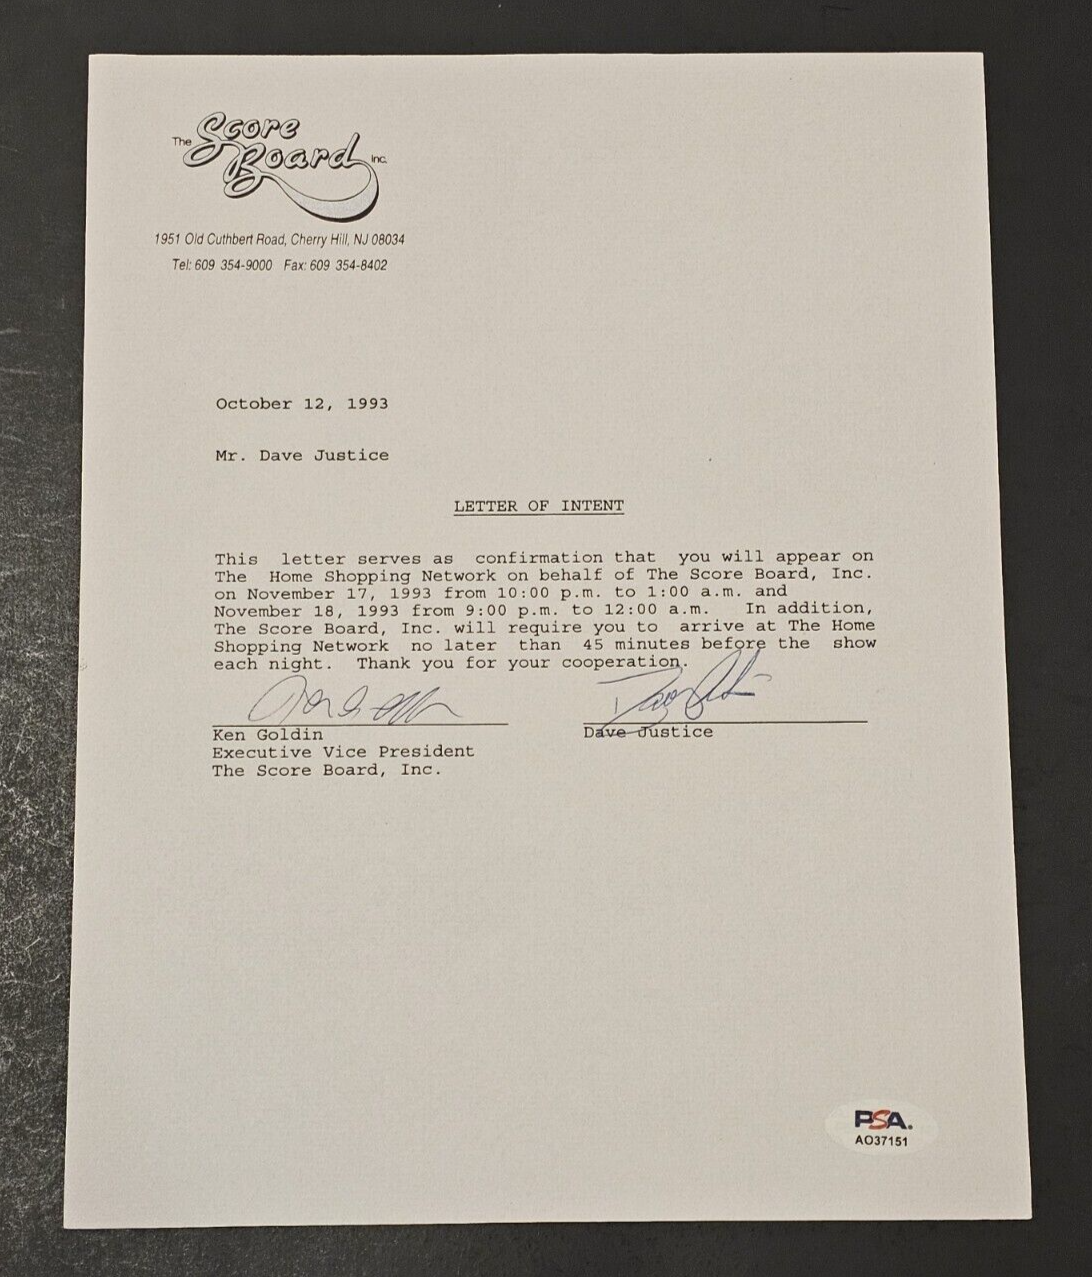 The Score Board Inc.
1951 Old Cuthbert Road, Cherry Hill, NJ 08034
Tel: 609 354-9000 Fax: 609 354-8402
October 12, 1993
Mr. Dave Justice
LETTER OF INTENT
This letter serves as confirmation that you will appear on
The Home Shopping Network on behalf of The Score Board, Inc.
on November 17, 1993 from 10:00 p.m. to 1:00 a.m. and
November 18, 1993 from 9:00 p.m. to 12:00 a.m. In addition,
The Score Board, Inc. will require you to arrive at The Home
Shopping Network no later than 45 minutes before the show
each night. Thank you for your cooperation.
Ken Goldin
Executive Vice President
The Score Board, Inc.
Dave Justice
PSA.
AO37151